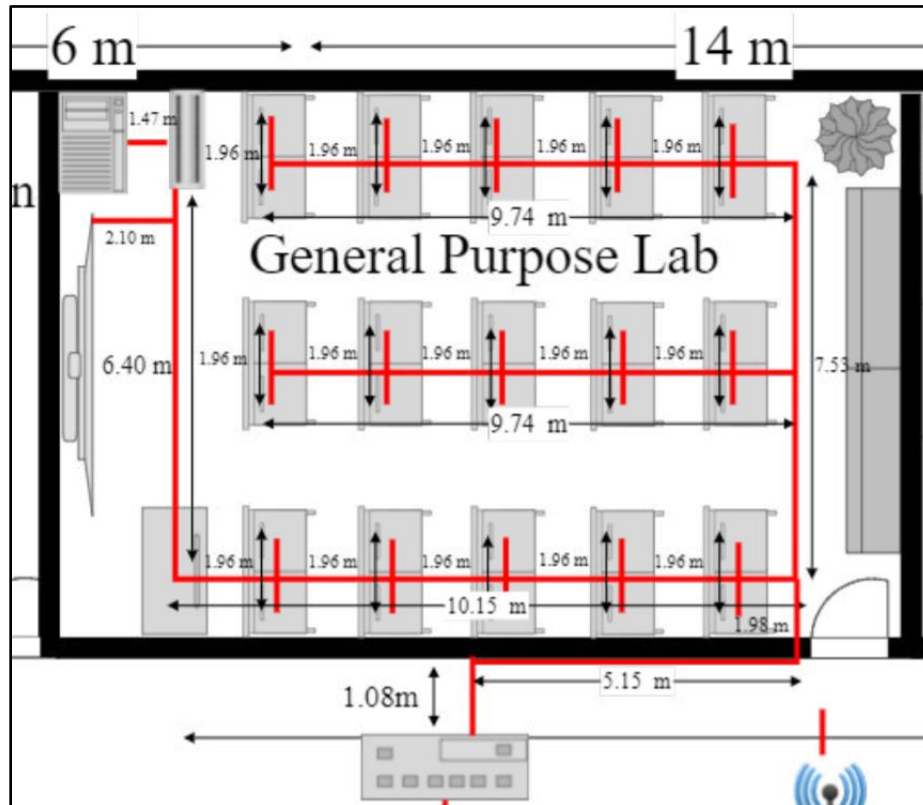 6 m 14 m
1.47 m
1.96 m 1.96 m 1.96 m 1.96 m 1.96 m
n
9.74 m
2.10 m
General Purpose Lab
6.40 m
1.96 m 1.96 m 1.96 m 1.96 m 1.96 m
7.53 m
9.74 m
1.96 m 1.96 m 1.96 m 1.96 m 1.96 m
10.15 m
1.98 m
5.15 m
1.08m